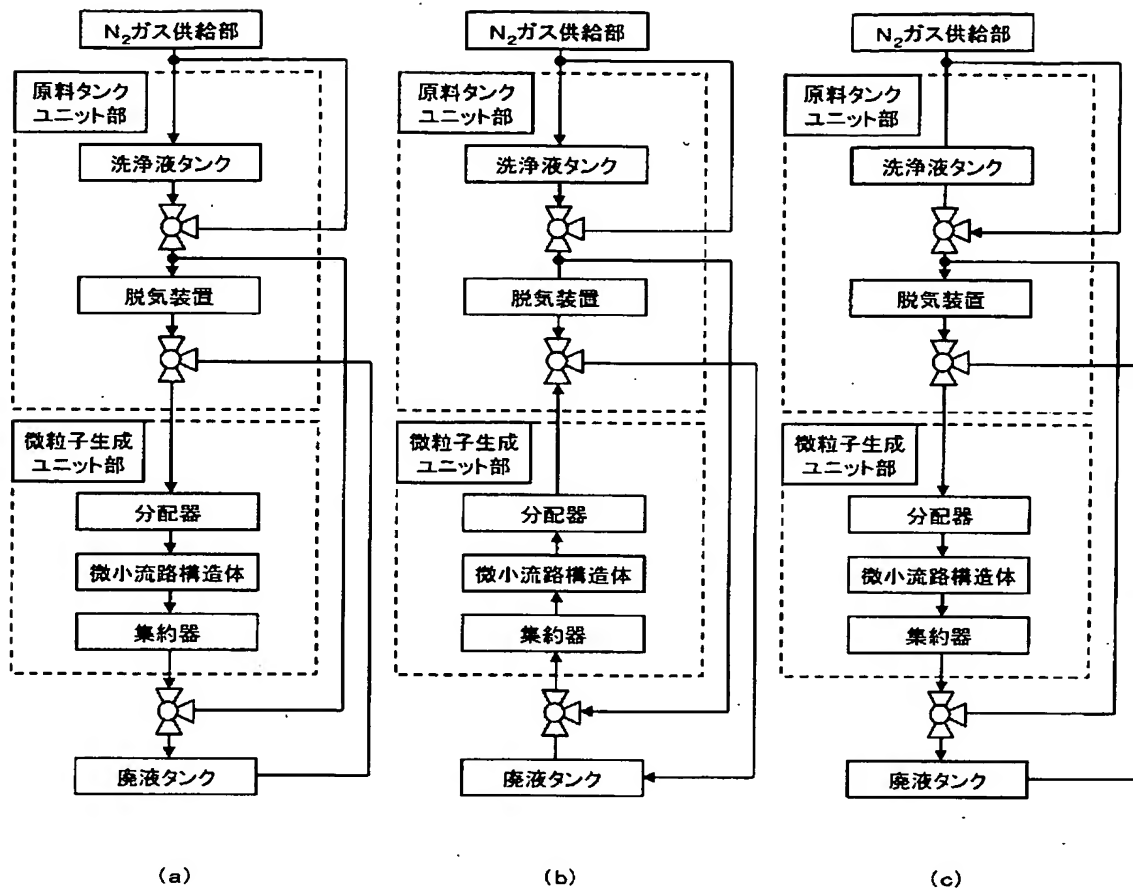 N₂ガス供給部
原料タンク
ユニット部
洗浄液タンク
脱気装置
微粒子生成
ユニット部
分配器
微小流路構造体
集約器
廃液タンク
(a)
N₂ガス供給部
原料タンク
ユニット部
洗浄液タンク
脱気装置
微粒子生成
ユニット部
分配器
微小流路構造体
集約器
廃液タンク
(b)
N₂ガス供給部
原料タンク
ユニット部
洗浄液タンク
脱気装置
微粒子生成
ユニット部
分配器
微小流路構造体
集約器
廃液タンク
(c)